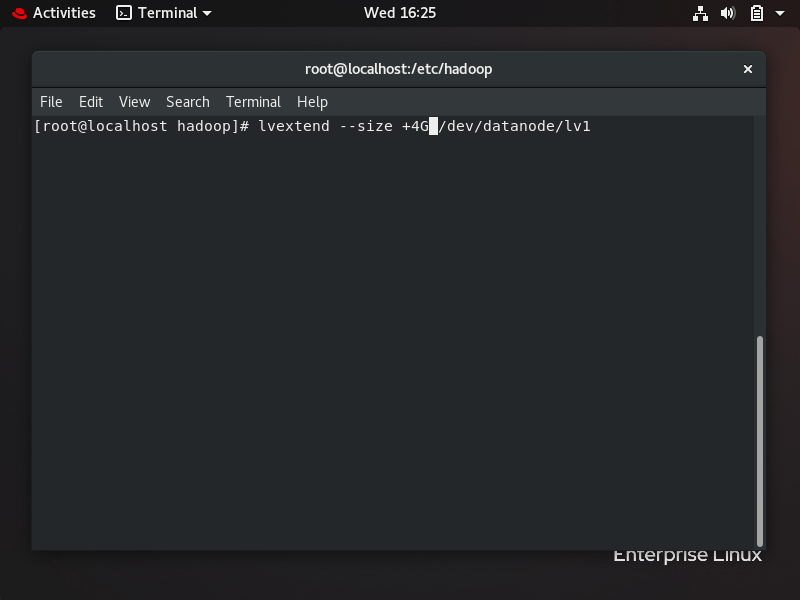 Activities Terminal Wed 16:25
root@localhost:/etc/hadoop ×
File Edit View Search Terminal Help
[root@localhost hadoop]# lvextend --size +4G /dev/datanode/lv1
Enterprise Linux